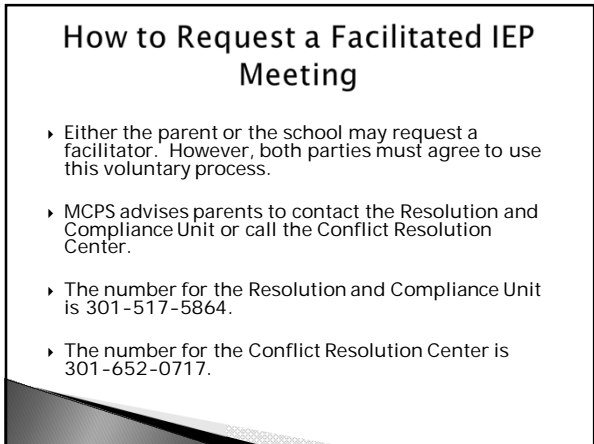 How to Request a Facilitated IEP
Meeting
Either the parent or the school may request a
facilitator. However, both parties must agree to use
this voluntary process.
MCPS advises parents to contact the Resolution and
Compliance Unit or call the Conflict Resolution
Center.
The number for the Resolution and Compliance Unit
is 301-517-5864.
The number for the Conflict Resolution Center is
301-652-0717.